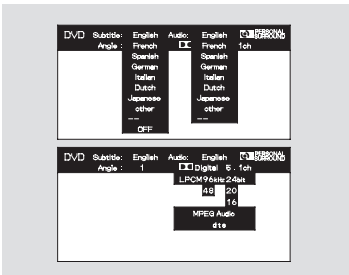 DVD Subtitle: English Audio: English PERSONAL SURROUND
Angle : French French 1ch
Spanish Spanish
German German
Italian Italian
Dutch Dutch
Japanese Japanese
other other
-- --
OFF
DVD Subtitle: English Audio: English PERSONAL SURROUND
Angle : 1 Digital 5 . 1ch
LPCM96kHz 24bit
48 20
16
MPEG Audio
dts